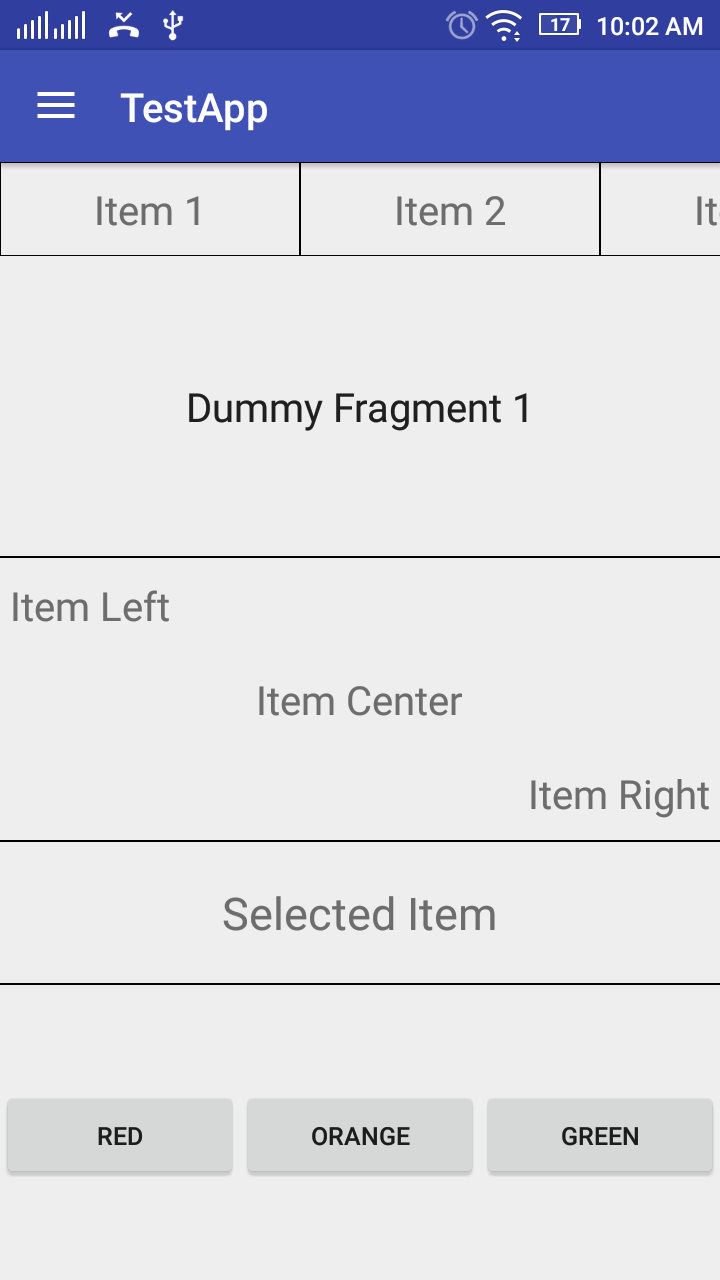 17 10:02 AM
TestApp
Item 1 Item 2 It
Dummy Fragment 1
Item Left
Item Center
Item Right
Selected Item
RED ORANGE GREEN